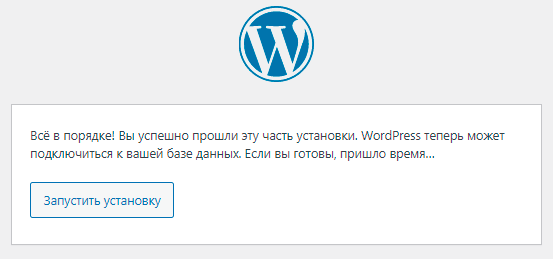 Всё в порядке! Вы успешно прошли эту часть установки. WordPress теперь может
подключиться к вашей базе данных. Если вы готовы, пришло время…
Запустить установку